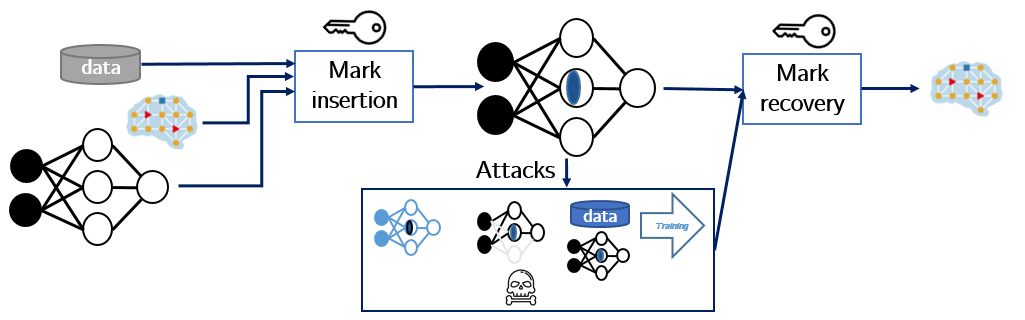 data
Mark
insertion
Attacks
data
Training
Mark
recovery